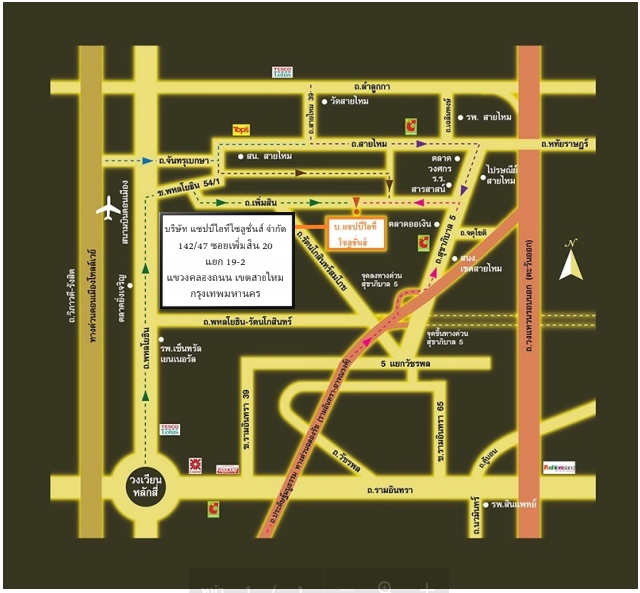 TESCO
Lotus
ถ.ลำลูกกา
ถ.สายไหม 39
วัดสายไหม
ถ.เฉลิมพงษ์
รพ. สายไหม
Tops
ถ.สายไหม
ถ.หทัยราษฎร์
ถ.จันทรุเบกษา
สน. สายไหม
ตลาด
วงศกร
ร.ร.
สารสาสน์
ไปรษณีย์
สายไหม
ซ.พหลโยธิน 54/1
ถ.เพิ่มสิน
สนามบินดอนเมือง
บริษัท แซปปีไอทีโซลูชั่นส์ จำกัด
142/47 ซอยเพิ่มสิน 20
แยก 19-2
แขวงคลองถนน เขตสายไหม
กรุงเทพมหานคร
บ.แซปปีไอที
โซลูชั่นส์
ตลาดออเงิน
ถ.สุขาภิบาล 5
ถ.จตุโชติ
ถ.รัตนโกสินทร์สมโภช
สนง.
เขตสายไหม
N
ถ.วิภาวดี-รังสิต
ทางด่วนดอนเมืองโทลล์เวย์
ตลาดยิ่งเจริญ
จุดลงทางด่วน
สุขาภิบาล 5
ถ.วงแหวนรอบนอก (ตะวันออก)
ถ.พหลโยธิน
ถ.พหลโยธิน-รัตนโกสินทร์
จุดขึ้นทางด่วน
สุขาภิบาล 5
รพ.เซ็นทรัล
เยนเนอรัล
5 แยกวัชรพล
ซ.รามอินทรา 39
ถ.ประดิษฐ์มนูธรรม ทางด่วนฉลองรัช (รามอินทรา-อาจณรงค์)
ซ.รามอินทรา 65
TESCO
Lotus
ถ.วัชรพล
ถ.คู้บอน
วงเวียน
หลักสี่
ถ.รามอินทรา
ถ.นวมินทร์
รพ.สินแพทย์